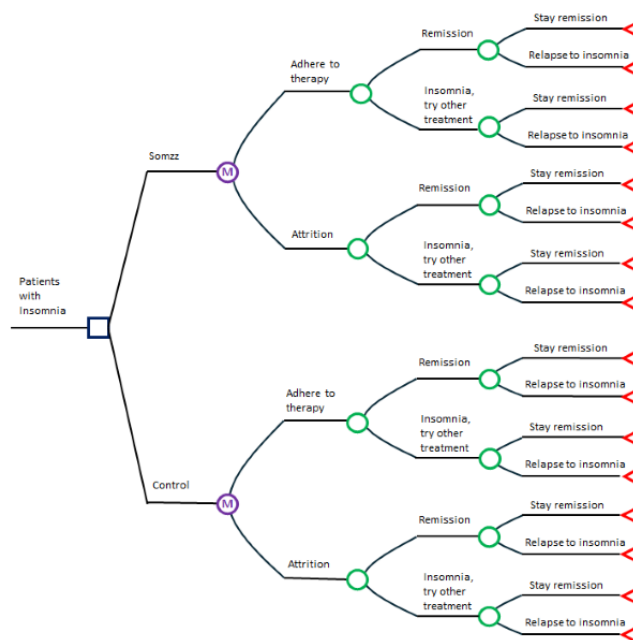 Stay remission
Remission
Relapse to insomnia
Adhere to
therapy
Insomnia,
try other
treatment
Stay remission
Relapse to insomnia
Somzz
M
Stay remission
Remission
Relapse to insomnia
Attrition
Insomnia,
try other
treatment
Stay remission
Relapse to insomnia
Patients
with
Insomnia
Stay remission
Remission
Relapse to insomnia
Adhere to
therapy
Insomnia,
try other
treatment
Stay remission
Relapse to insomnia
Control
M
Stay remission
Remission
Relapse to insomnia
Attrition
Insomnia,
try other
treatment
Stay remission
Relapse to insomnia